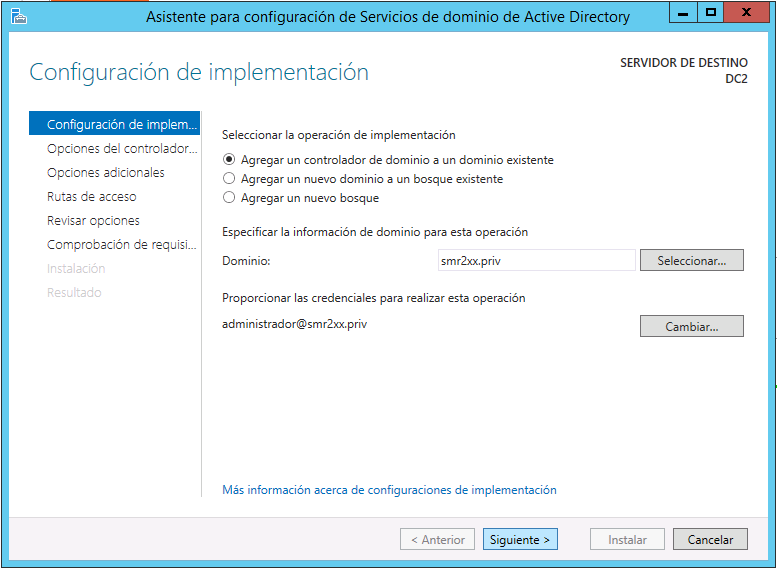 Asistente para configuración de Servicios de dominio de Active Directory
Configuración de implementación
SERVIDOR DE DESTINO
DC2
Configuración de implem...
Opciones del controlador...
Opciones adicionales
Rutas de acceso
Revisar opciones
Comprobación de requisi...
Instalación
Resultado
Seleccionar la operación de implementación
Agregar un controlador de dominio a un dominio existente
Agregar un nuevo dominio a un bosque existente
Agregar un nuevo bosque
Especificar la información de dominio para esta operación
Dominio:
smr2xx.priv
Seleccionar...
Proporcionar las credenciales para realizar esta operación
administrador@smr2xx.priv
Cambiar...
Más información acerca de configuraciones de implementación
< Anterior
Siguiente >
Instalar
Cancelar